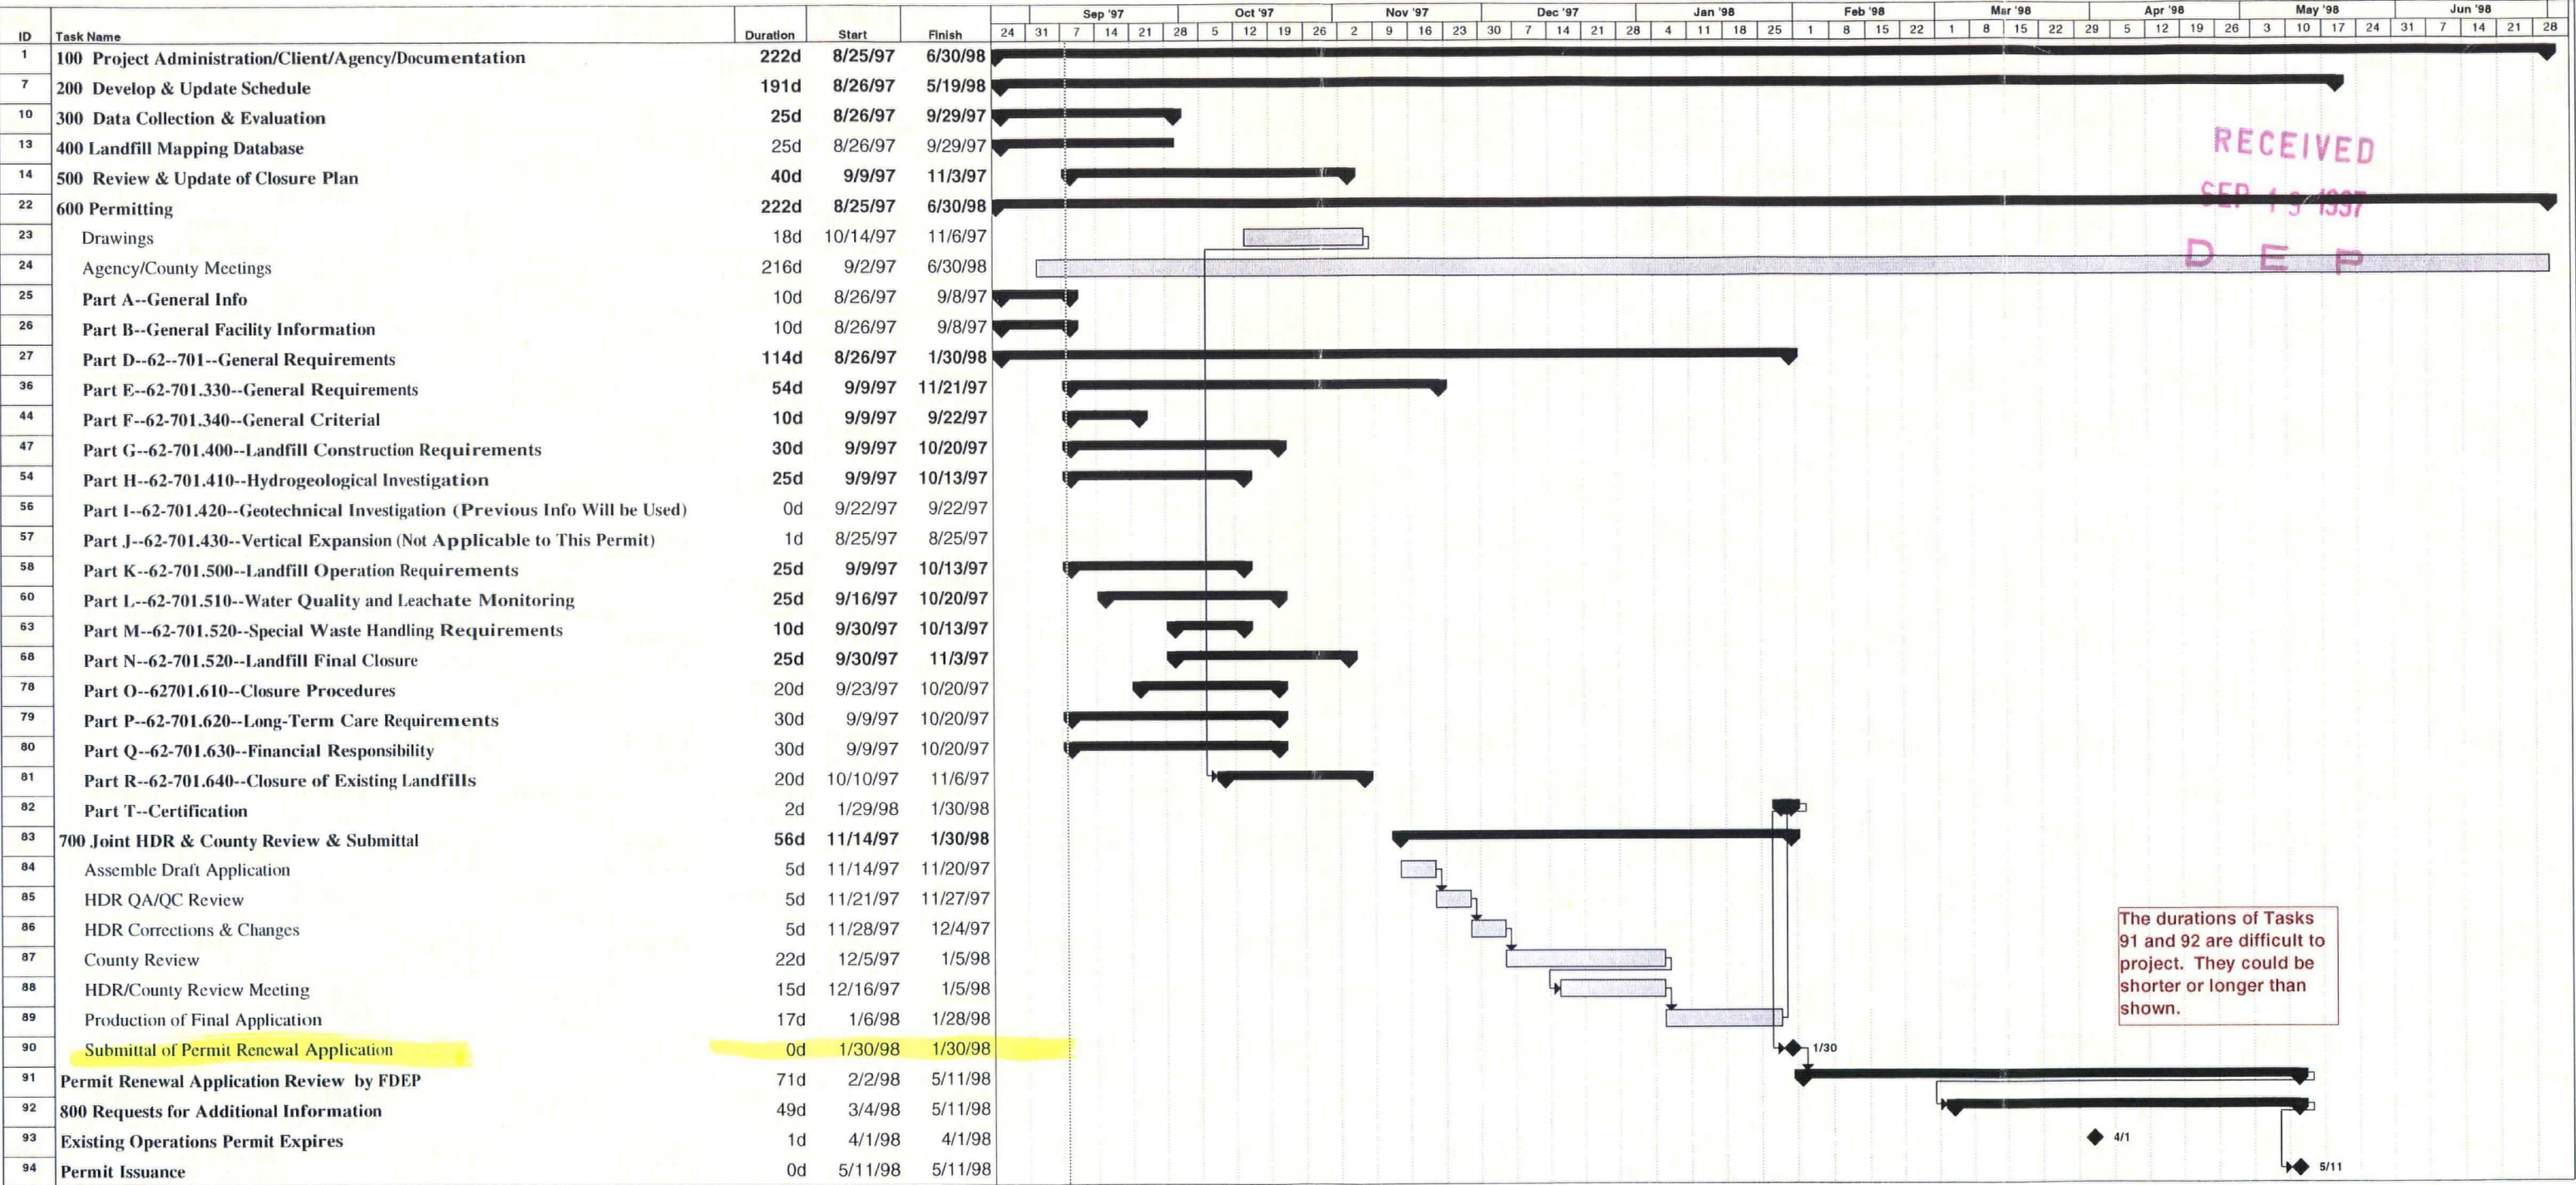 Sep '97 Oct '97 Nov '97 Dec '97 Jan '98 Feb '98 Mar '98 Apr '98 May '98 Jun '98
ID Task Name Duration Start Finish 24 31 7 14 21 28 5 12 19 26 2 9 16 23 30 7 14 21 28 4 11 18 25 1 8 15 22 1 8 15 22 29 5 12 19 26 3 10 17 24 31 7 14 21 28
1 100 Project Administration/Client/Agency/Documentation 222d 8/25/97 6/30/98
7 200 Develop & Update Schedule 191d 8/26/97 5/19/98
10 300 Data Collection & Evaluation 25d 8/26/97 9/29/97
13 400 Landfill Mapping Database 25d 8/26/97 9/29/97
RECEIVED
14 500 Review & Update of Closure Plan 40d 9/9/97 11/3/97
22 600 Permitting 222d 8/25/97 6/30/98
SEP 19 1997
23 Drawings 18d 10/14/97 11/6/97
D E P
24 Agency/County Meetings 216d 9/2/97 6/30/98
25 Part A--General Info 10d 8/26/97 9/8/97
26 Part B--General Facility Information 10d 8/26/97 9/8/97
27 Part D--62--701--General Requirements 114d 8/26/97 1/30/98
36 Part E--62-701.330--General Requirements 54d 9/9/97 11/21/97
44 Part F--62-701.340--General Criterial 10d 9/9/97 9/22/97
47 Part G--62-701.400--Landfill Construction Requirements 30d 9/9/97 10/20/97
54 Part H--62-701.410--Hydrogeological Investigation 25d 9/9/97 10/13/97
56 Part I--62-701.420--Geotechnical Investigation (Previous Info Will be Used) 0d 9/22/97 9/22/97
57 Part J--62-701.430--Vertical Expansion (Not Applicable to This Permit) 1d 8/25/97 8/25/97
58 Part K--62-701.500--Landfill Operation Requirements 25d 9/9/97 10/13/97
60 Part L--62-701.510--Water Quality and Leachate Monitoring 25d 9/16/97 10/20/97
63 Part M--62-701.520--Special Waste Handling Requirements 10d 9/30/97 10/13/97
68 Part N--62-701.520--Landfill Final Closure 25d 9/30/97 11/3/97
78 Part O--62701.610--Closure Procedures 20d 9/23/97 10/20/97
79 Part P--62-701.620--Long-Term Care Requirements 30d 9/9/97 10/20/97
80 Part Q--62-701.630--Financial Responsibility 30d 9/9/97 10/20/97
81 Part R--62-701.640--Closure of Existing Landfills 20d 10/10/97 11/6/97
82 Part T--Certification 2d 1/29/98 1/30/98
83 700 Joint HDR & County Review & Submittal 56d 11/14/97 1/30/98
84 Assemble Draft Application 5d 11/14/97 11/20/97
85 HDR QA/QC Review 5d 11/21/97 11/27/97
86 HDR Corrections & Changes 5d 11/28/97 12/4/97
87 County Review 22d 12/5/97 1/5/98
88 HDR/County Review Meeting 15d 12/16/97 1/5/98
89 Production of Final Application 17d 1/6/98 1/28/98
The durations of Tasks
91 and 92 are difficult to
project. They could be
shorter or longer than
shown.
90 Submittal of Permit Renewal Application 0d 1/30/98 1/30/98 1/30
91 Permit Renewal Application Review by FDEP 71d 2/2/98 5/11/98
92 800 Requests for Additional Information 49d 3/4/98 5/11/98
93 Existing Operations Permit Expires 1d 4/1/98 4/1/98 4/1
94 Permit Issuance 0d 5/11/98 5/11/98 5/11